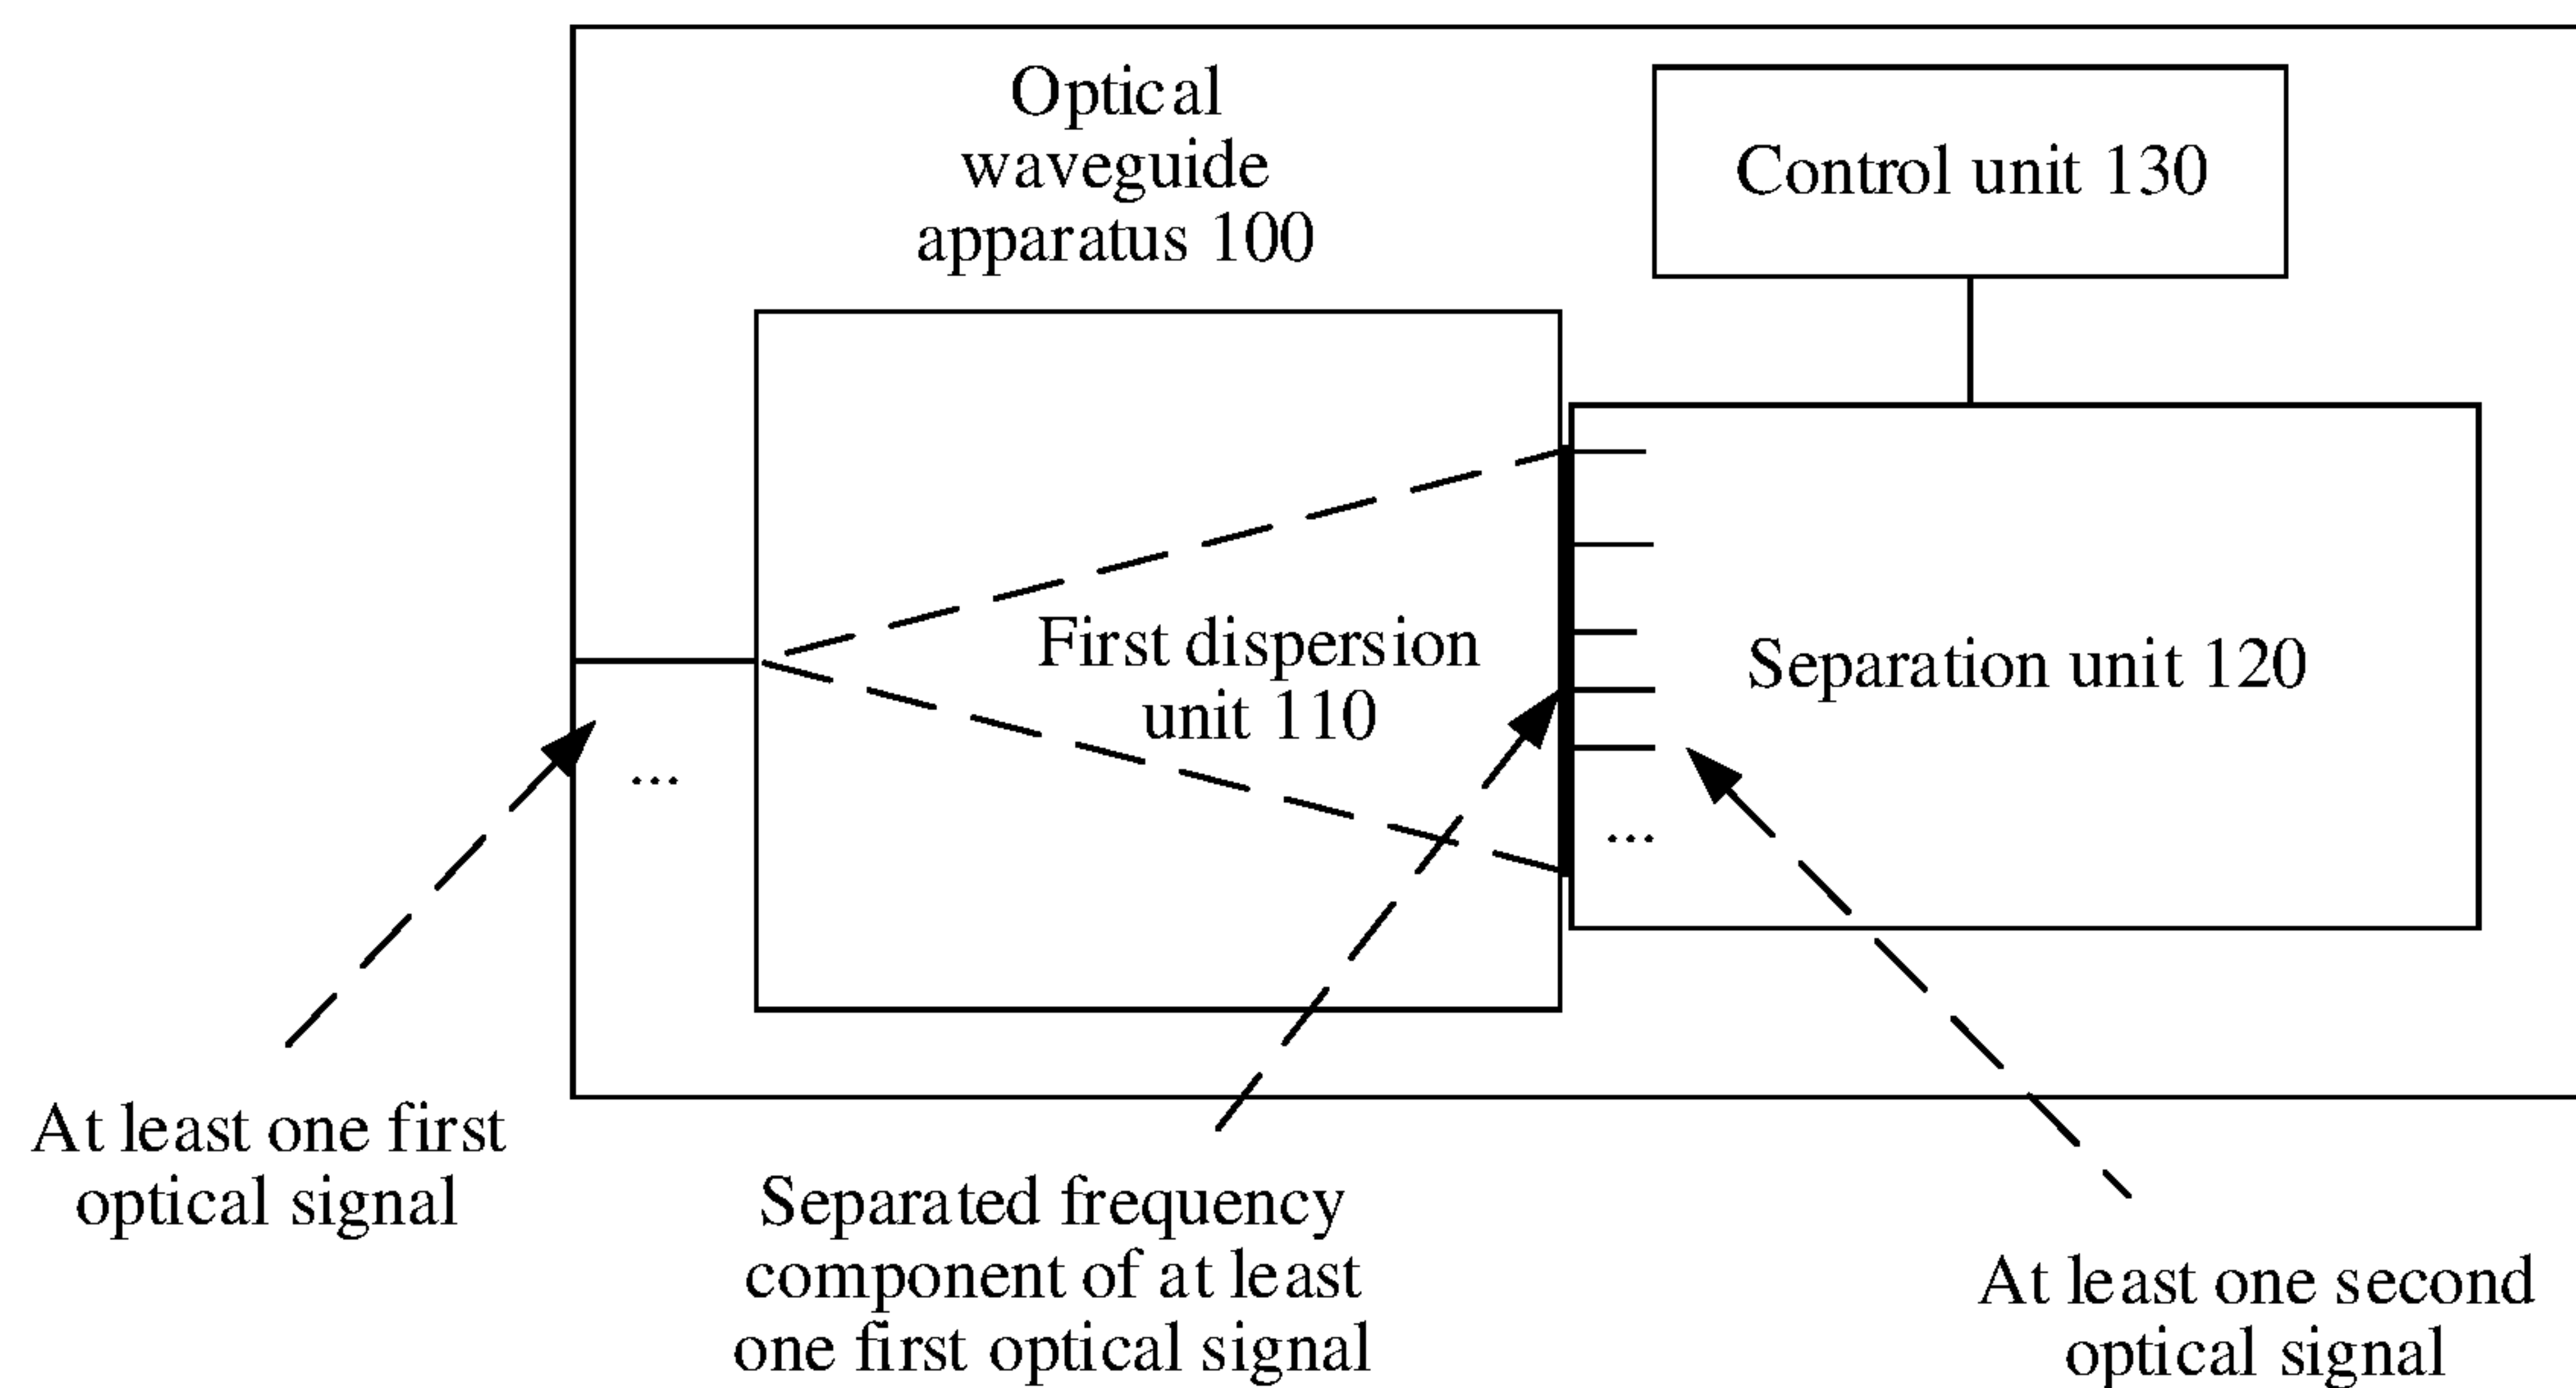 Optical
waveguide
apparatus 100
Control unit 130
First dispersion
unit 110
Separation unit 120
...
...
At least one first
optical signal
Separated frequency
component of at least
one first optical signal
At least one second
optical signal